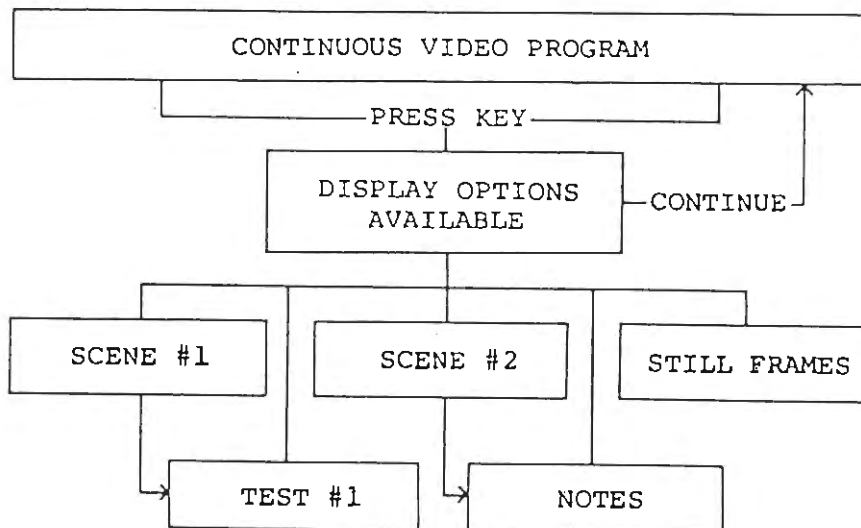 CONTINUOUS VIDEO PROGRAM
PRESS KEY
DISPLAY OPTIONS
AVAILABLE
CONTINUE
SCENE #1
SCENE #2
STILL FRAMES
TEST #1
NOTES